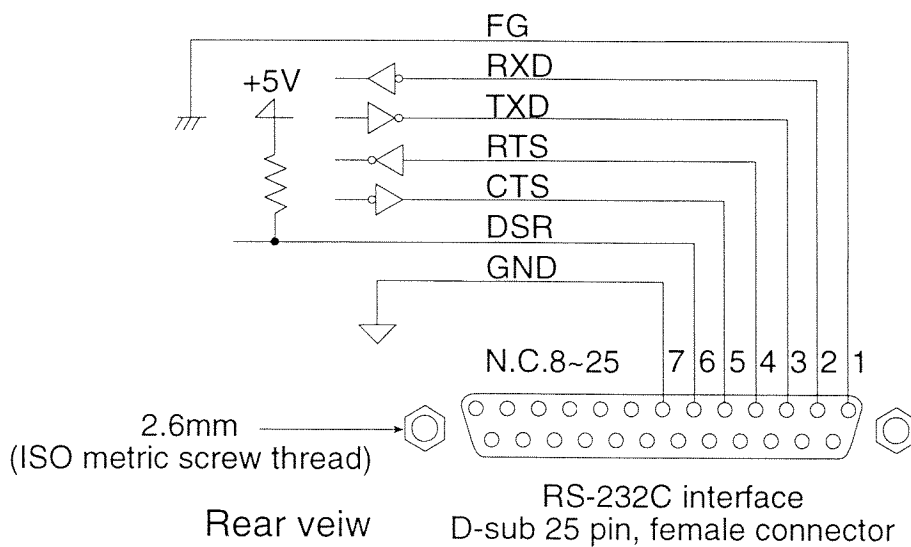 FG
RXD
+5V
TXD
RTS
CTS
DSR
GND
N.C.8~25 7 6 5 4 3 2 1
2.6mm
(ISO metric screw thread)
RS-232C interface
Rear veiw
D-sub 25 pin, female connector